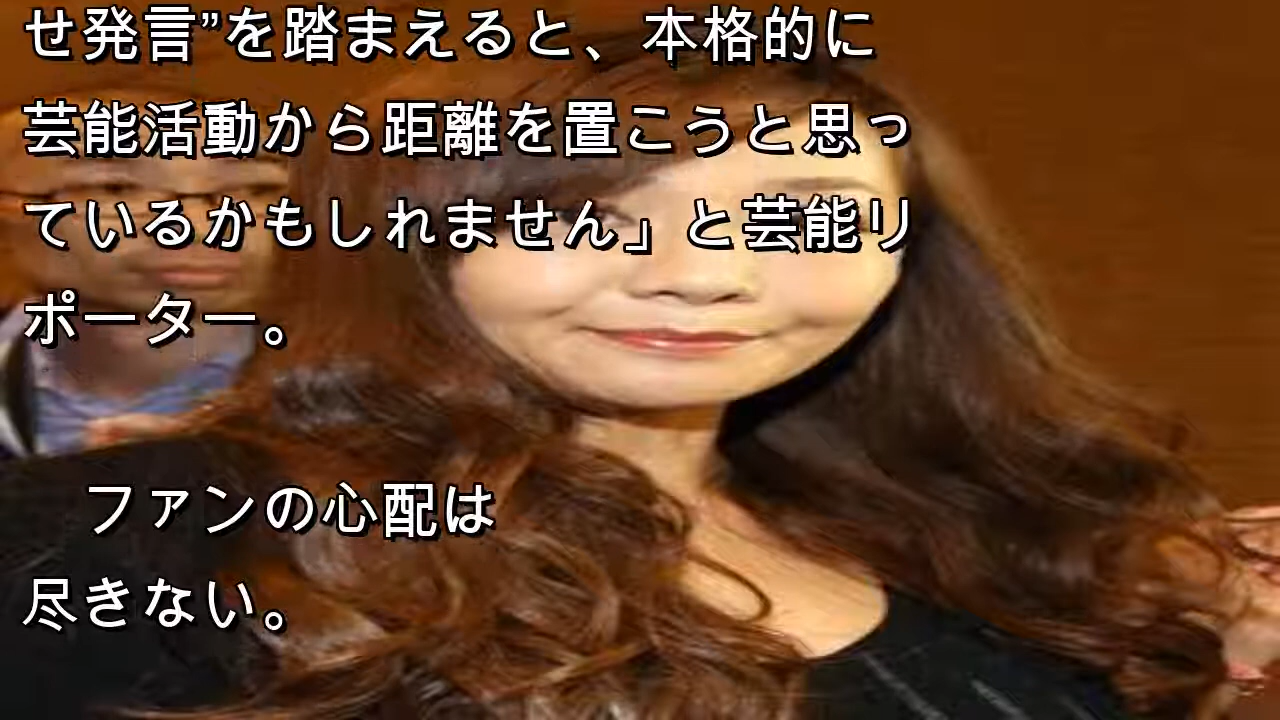 せ発言”を踏まえると、本格的に
芸能活動から距離を置こうと思っ
ているかもしれません」と芸能リ
ポーター。
ファンの心配は
尽きない。